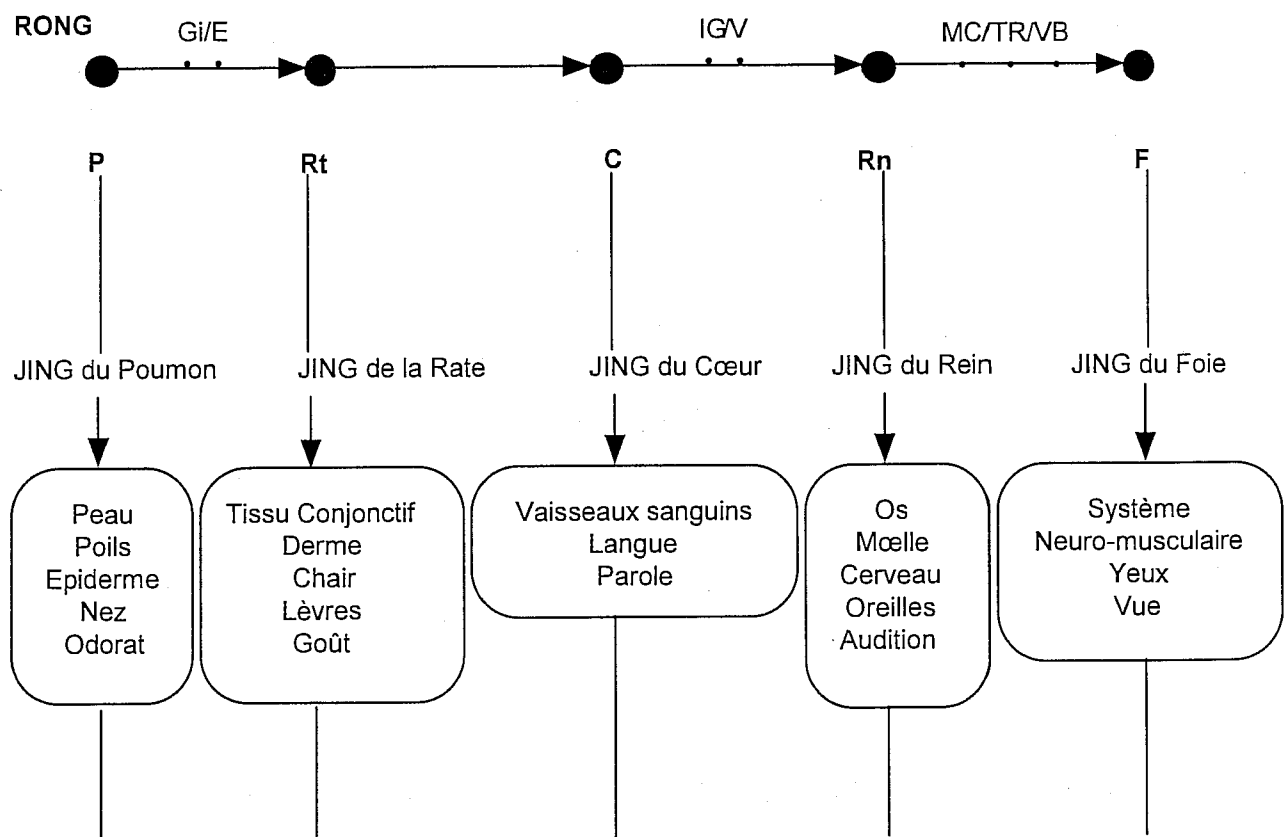 RONG
Gi/E
IG/V
MC/TR/VB
P
Rt
C
Rn
F
JING du Poumon
JING de la Rate
JING du Cœur
JING du Rein
JING du Foie
Peau
Poils
Epiderme
Nez
Odorat
Tissu Conjonctif
Derme
Chair
Lèvres
Goût
Vaisseaux sanguins
Langue
Parole
Os
Mœlle
Cerveau
Oreilles
Audition
Système
Neuro-musculaire
Yeux
Vue